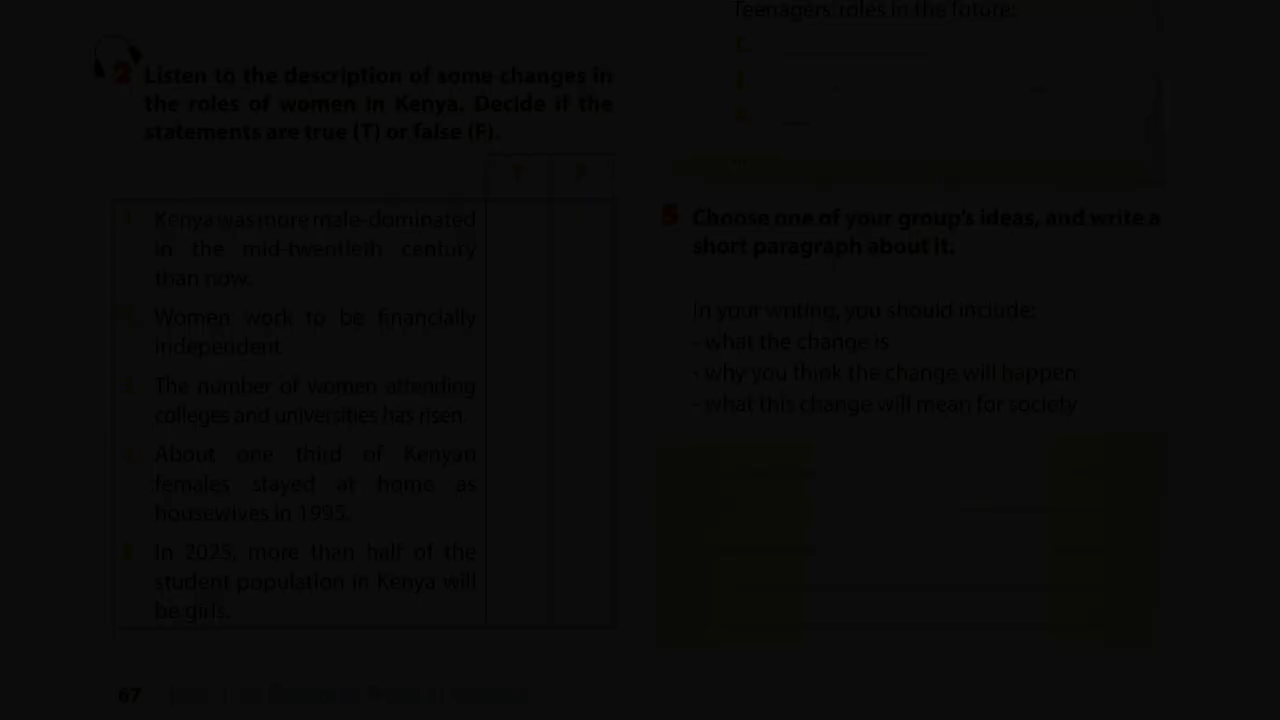 Teenagers' roles in the future:
1.
2 Listen to the description of some changes in
the roles of women in Kenya. Decide if the
statements are true (T) or false (F).
T F
1. Kenya was more male-dominated
in the mid-twentieth century
than now.
2. Women work to be financially
independent.
3. The number of women attending
colleges and universities has risen.
4. About one third of Kenyan
females stayed at home as
housewives in 1995.
5. In 2025, more than half of the
student population in Kenya will
be girls.
67
5 Choose one of your group's ideas, and write a
short paragraph about it.
In your writing, you should include:
- what the change is
- why you think the change will happen
- what this change will mean for society